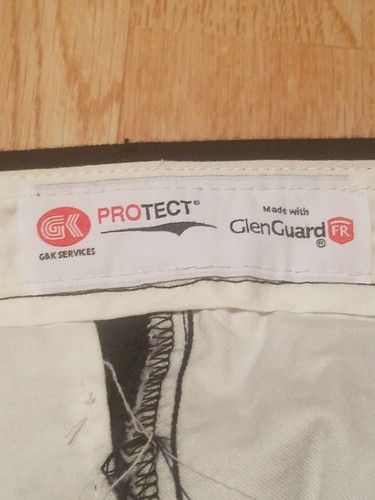 GK
G&K SERVICES
PROTECT®
Made with
GlenGuard®
FR